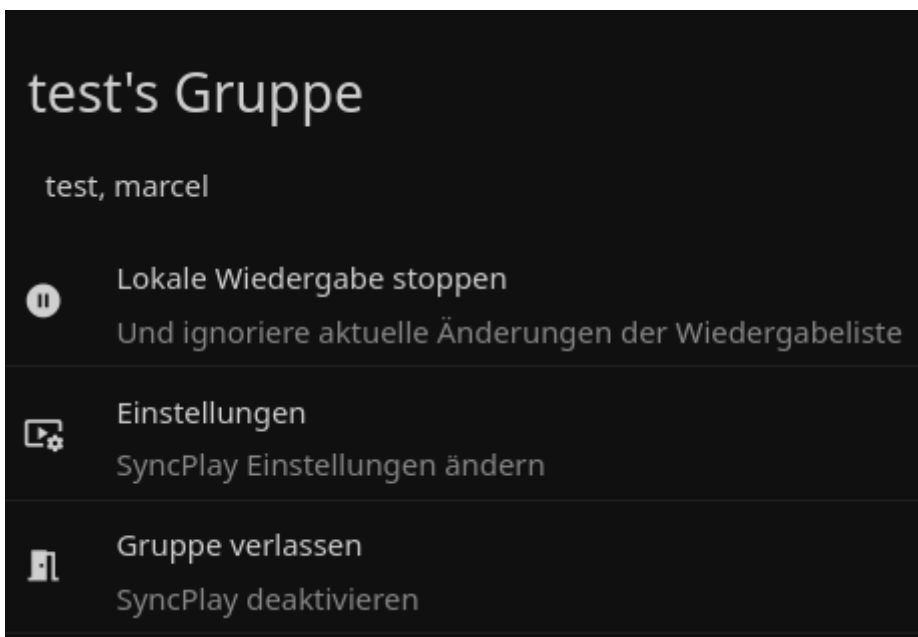 test's Gruppe
test, marcel
Lokale Wiedergabe stoppen
Und ignoriere aktuelle Änderungen der Wiedergabeliste
Einstellungen
SyncPlay Einstellungen ändern
Gruppe verlassen
SyncPlay deaktivieren